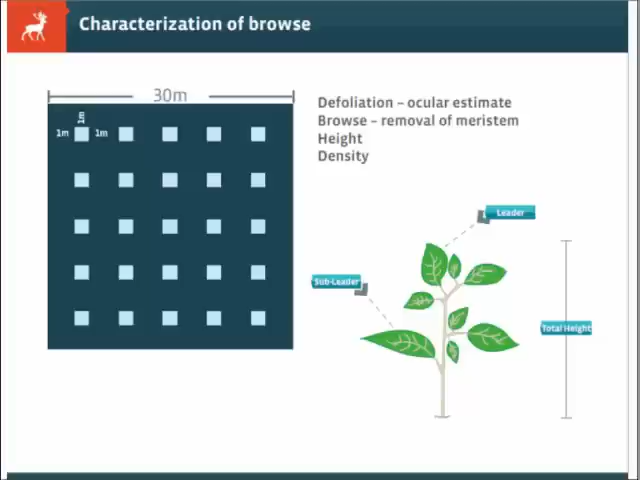 Characterization of browse
30m
1m
1m
1m
Defoliation – ocular estimate
Browse – removal of meristem
Height
Density
Leader
Sub-Leader
Total Height